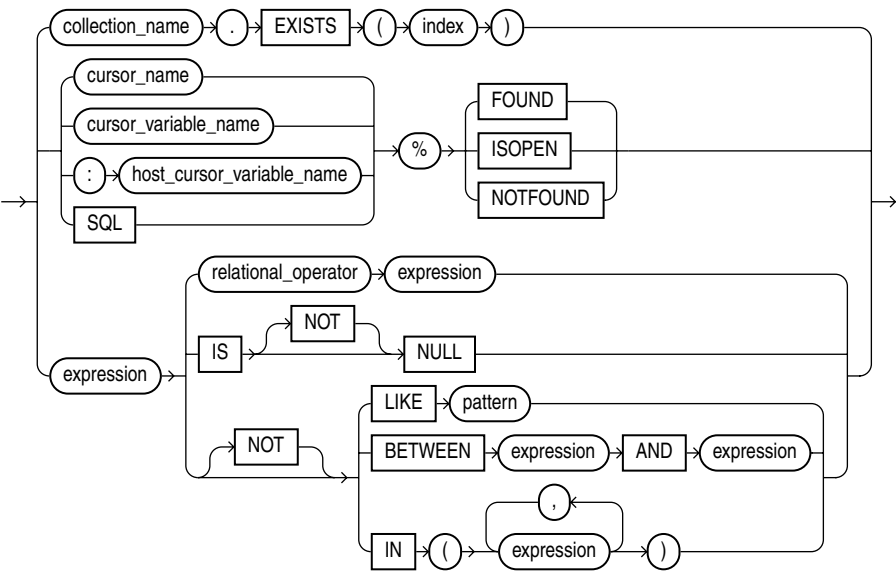 collection_name . EXISTS ( index )
cursor_name
cursor_variable_name
: host_cursor_variable_name
SQL
%
FOUND
ISOPEN
NOTFOUND
expression
relational_operator expression
IS NOT NULL
NOT
LIKE pattern
BETWEEN expression AND expression
IN ( expression , )